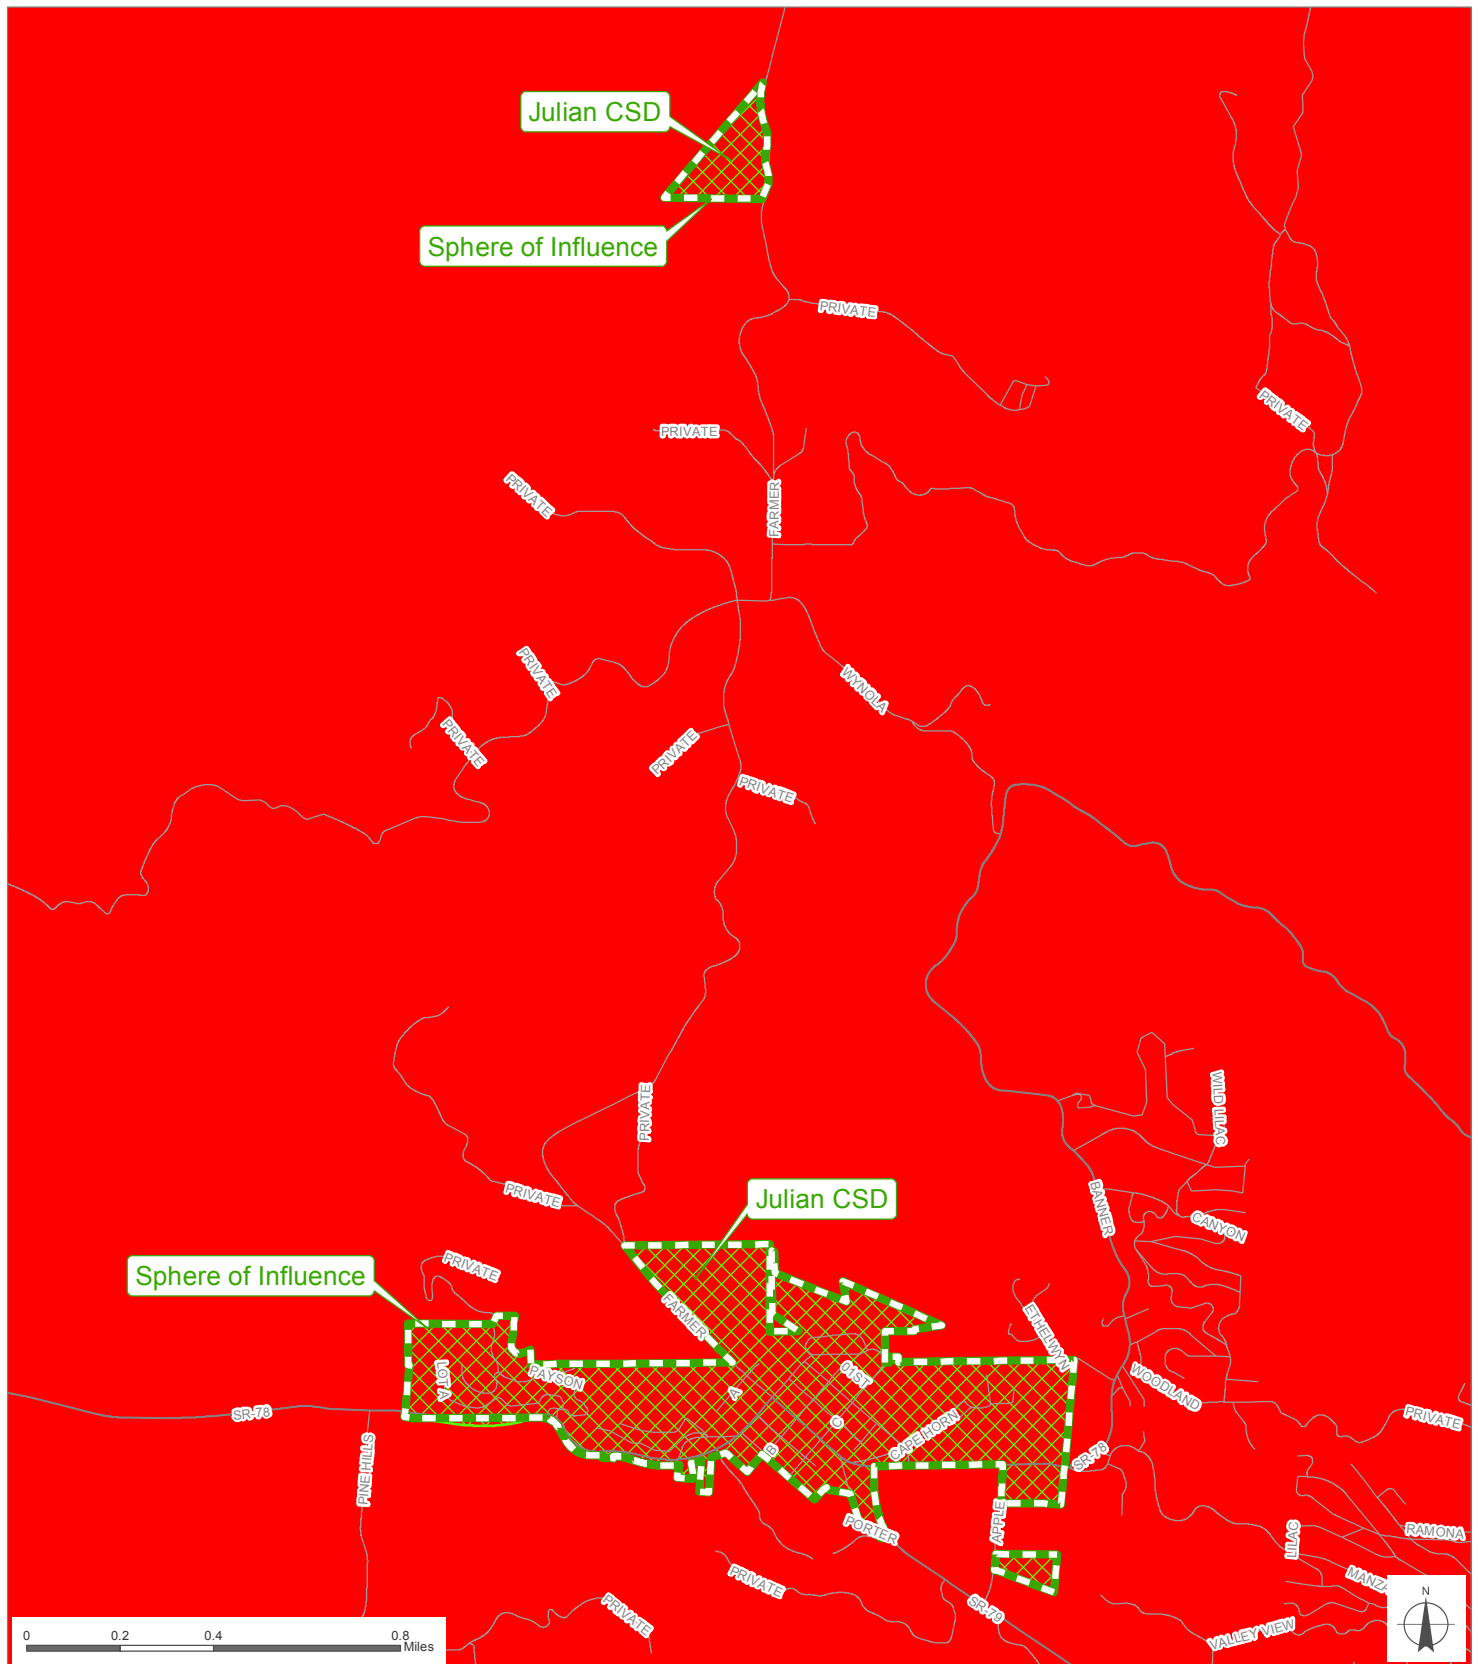 Julian CSD
Sphere of Influence
PRIVATE
PRIVATE
PRIVATE
PRIVATE
FARMER
PRIVATE
WYNOLA
PRIVATE
PRIVATE
PRIVATE
WILD LILAC
PRIVATE
PRIVATE
BANNER
Julian CSD
CANYON
PRIVATE
Sphere of Influence
FARMER
ETHELWYN
LOT A
PAYSON
01ST
WOODLAND
A
SR-78
C
PRIVATE
CAPE HORN
B
SR-78
PINE HILLS
APPLE
PORTER
LILAC
RAMONA
PRIVATE
MANZA
SR-79
PRIVATE
VALLEY VIEW
N
0 0.2 0.4 0.8
Miles